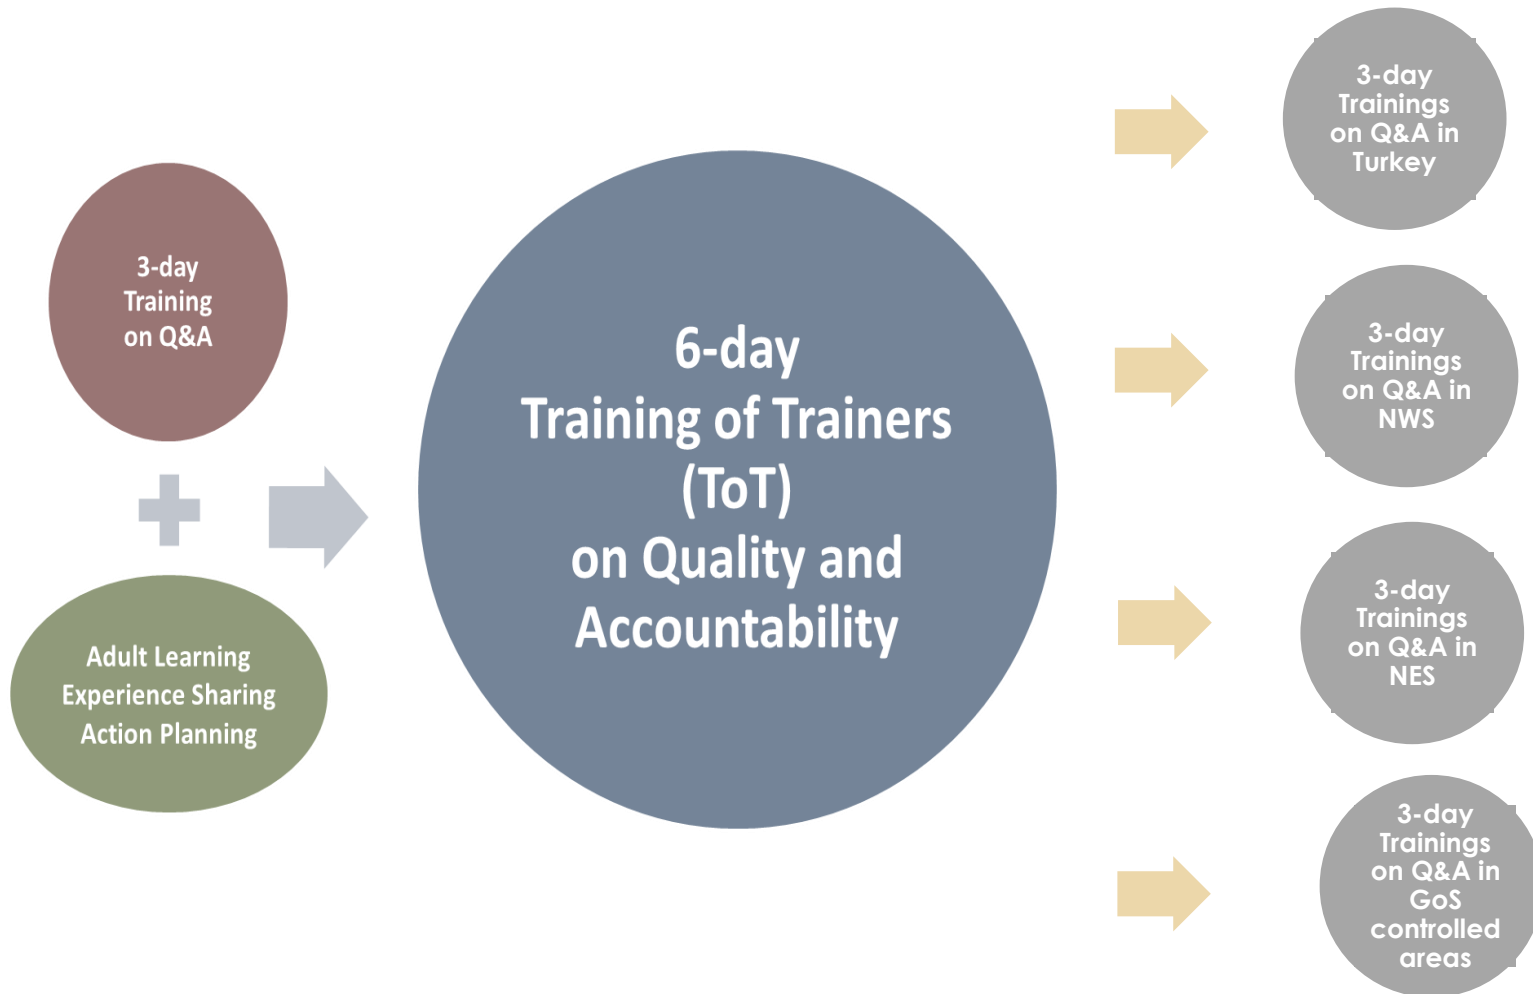 3-day
Training
on Q&A
Adult Learning
Experience Sharing
Action Planning
6-day
Training of Trainers
(ToT)
on Quality and
Accountability
3-day
Trainings
on Q&A in
Turkey
3-day
Trainings
on Q&A in
NWS
3-day
Trainings
on Q&A in
NES
3-day
Trainings
on Q&A in
GoS
controlled
areas